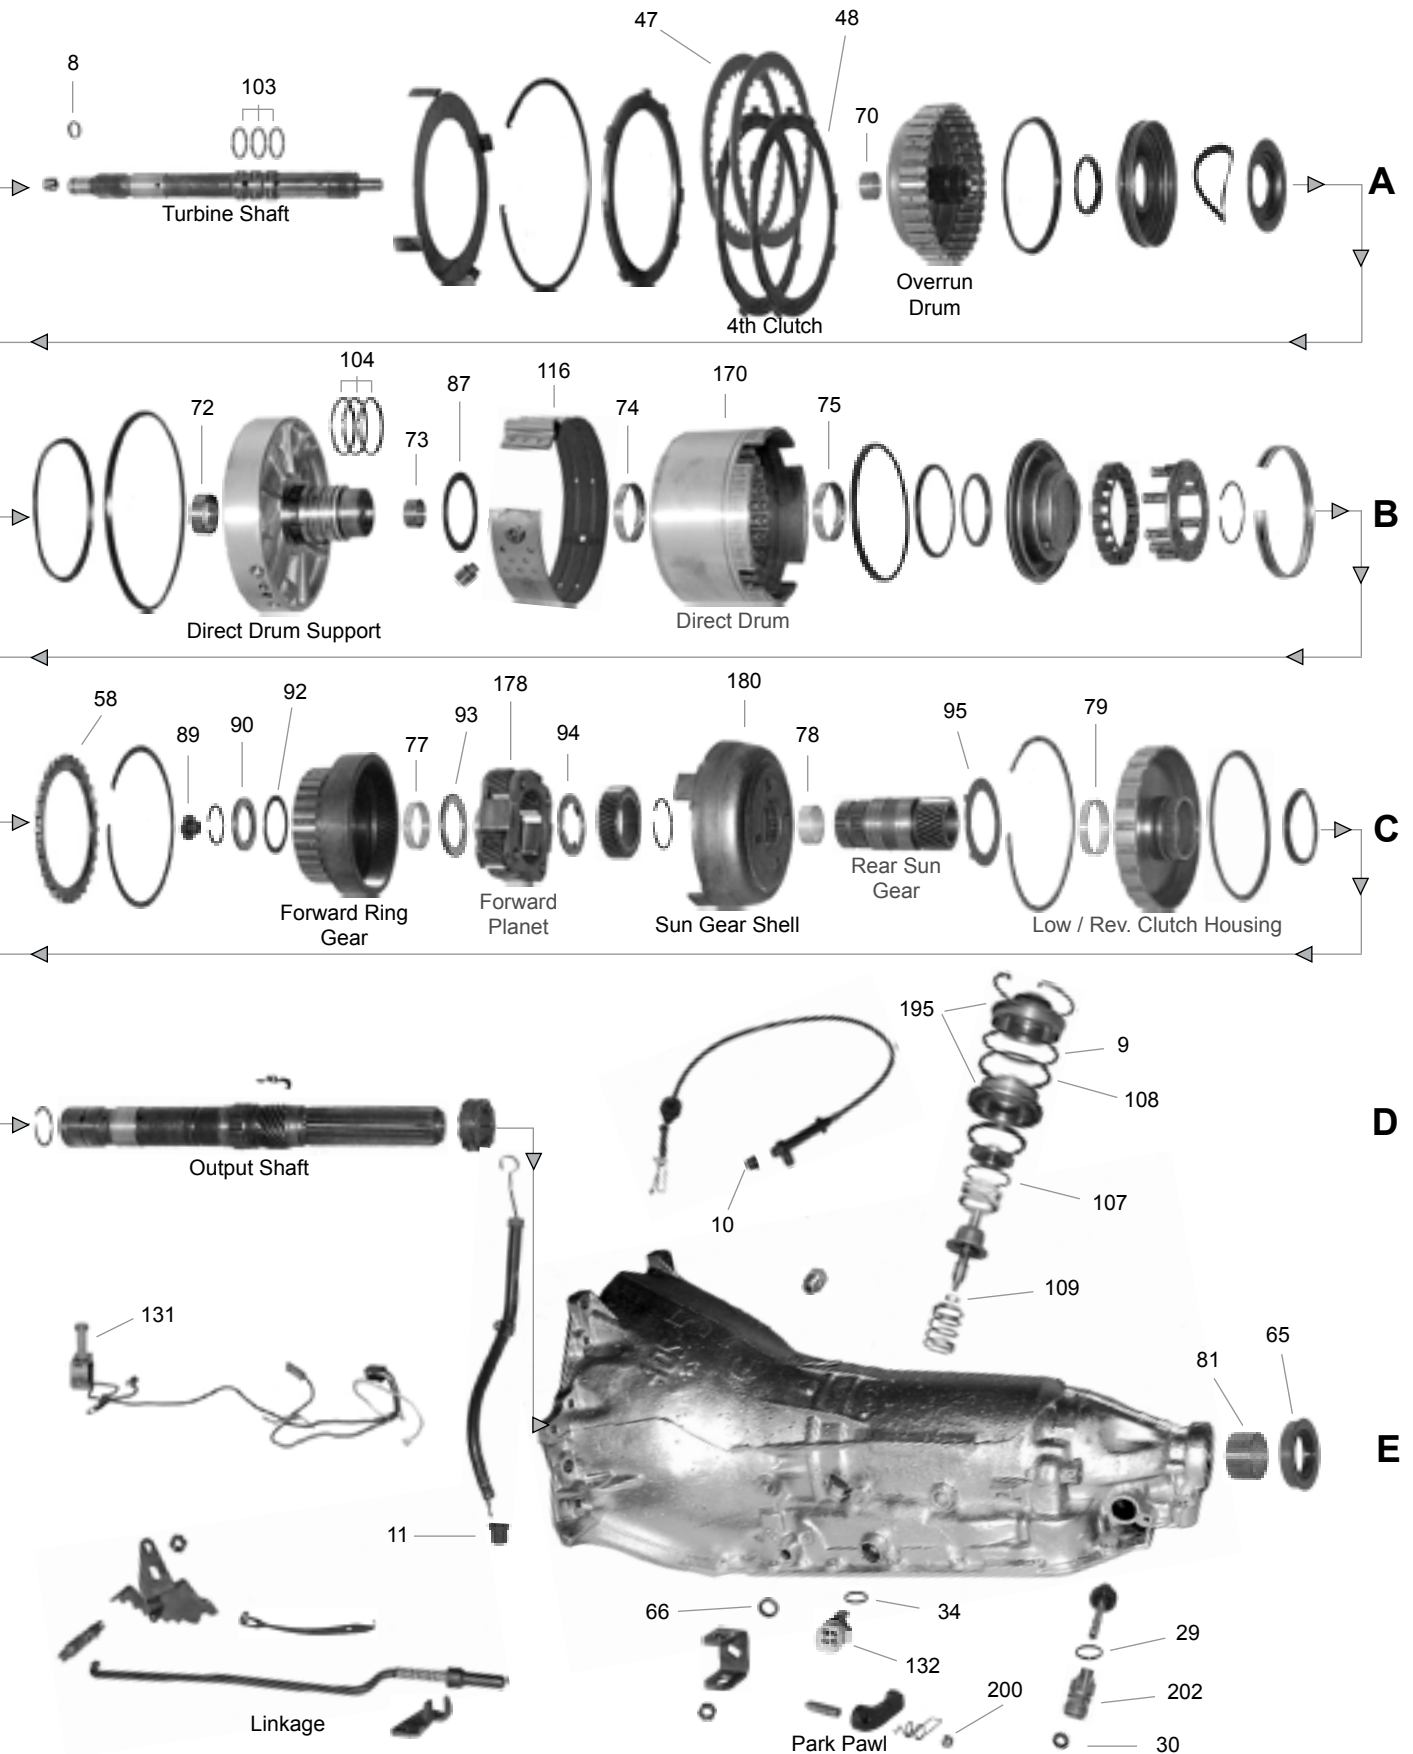 47
48
8
103
70
A
Turbine Shaft
Overrun
Drum
4th Clutch
104
116
170
87
72
74
75
73
B
Direct Drum
Direct Drum Support
180
178
92
58
93
79
95
90
94
89
77
78
C
Rear Sun
Gear
Forward
Planet
Forward Ring
Gear
Sun Gear Shell
Low / Rev. Clutch Housing
195
9
108
D
Output Shaft
107
10
109
131
65
81
E
11
66
34
29
132
200
202
Linkage
Park Pawl
30